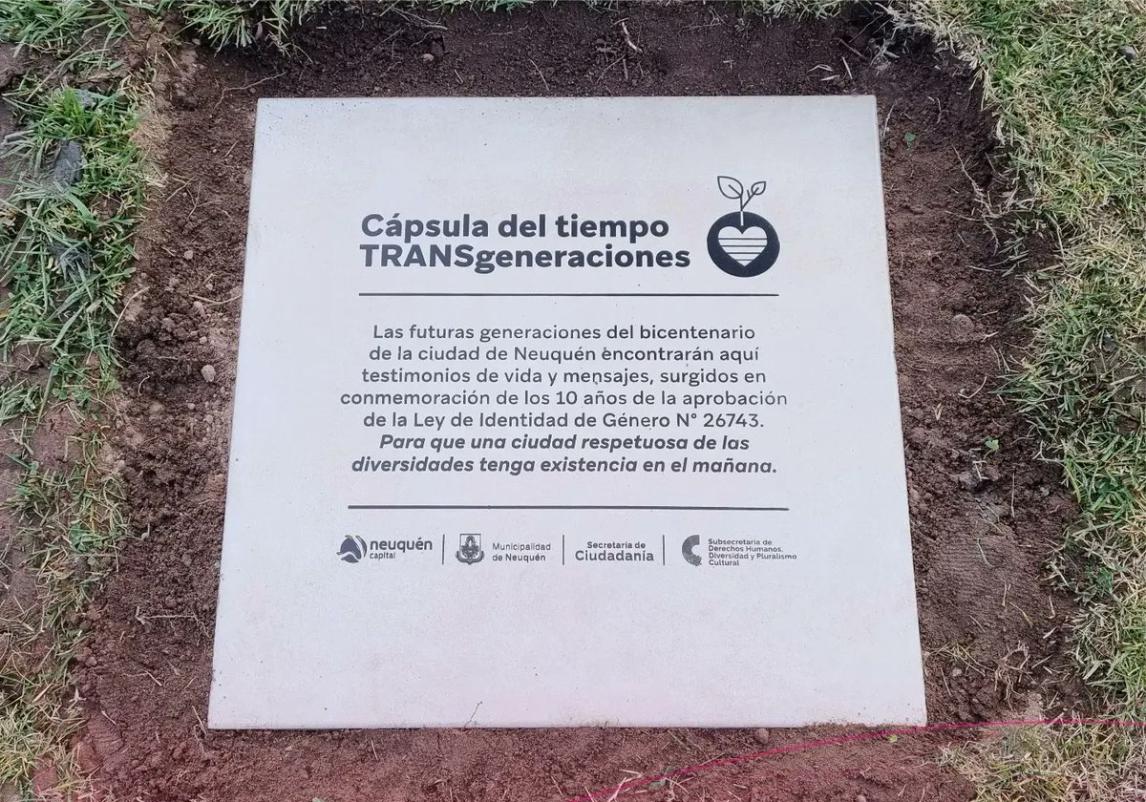 Cápsula del tiempo
TRANSgeneraciones
Las futuras generaciones del bicentenario
de la ciudad de Neuquén encontrarán aquí
testimonios de vida y mensajes, surgidos en
conmemoración de los 10 años de la aprobación
de la Ley de Identidad de Género N° 26743.
Para que una ciudad respetuosa de las
diversidades tenga existencia en el mañana.
neuquén
capital
Municipalidad
de Neuquén
Secretaría de
Ciudadanía
Subsecretaría de
Derechos Humanos,
Diversidad y Pluralismo
Cultural